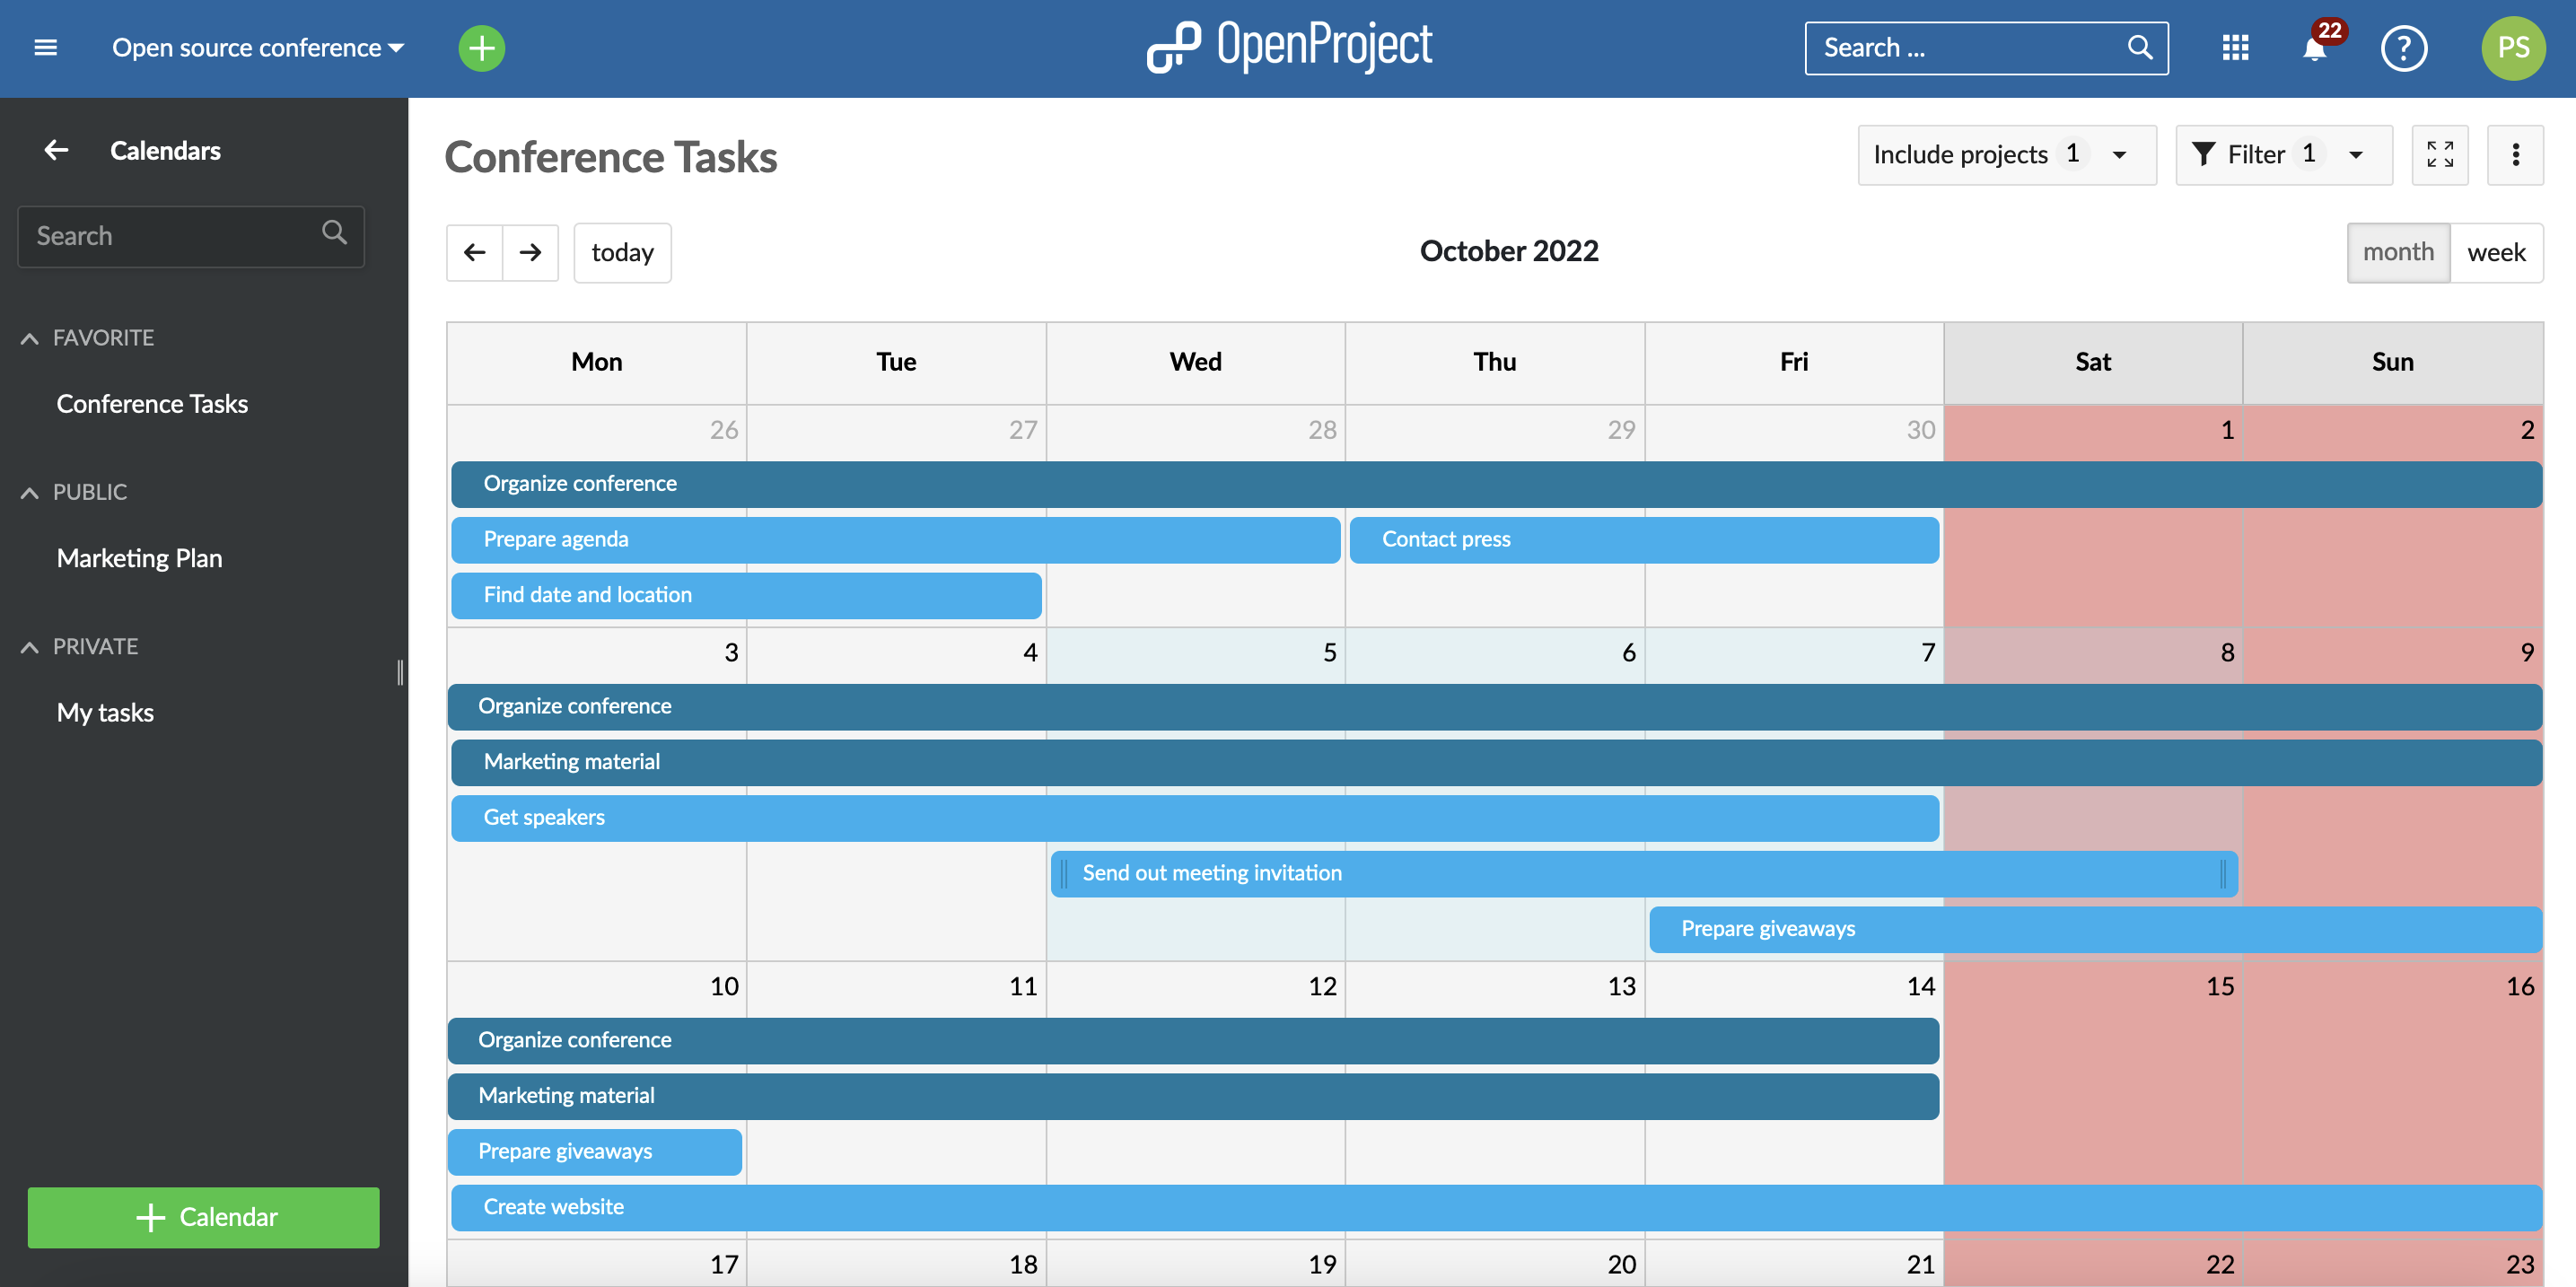 Open source conference
OpenProject
Search ...
22
?
PS
Calendars
Search
FAVORITE
Conference Tasks
PUBLIC
Marketing Plan
PRIVATE
My tasks
+ Calendar
Conference Tasks
Include projects 1
Filter 1
today
October 2022
month week
Mon Tue Wed Thu Fri Sat Sun
26 27 28 29 30 1 2
Organize conference
Prepare agenda Contact press
Find date and location
3 4 5 6 7 8 9
Organize conference
Marketing material
Get speakers
Send out meeting invitation
Prepare giveaways
10 11 12 13 14 15 16
Organize conference
Marketing material
Prepare giveaways
Create website
17 18 19 20 21 22 23